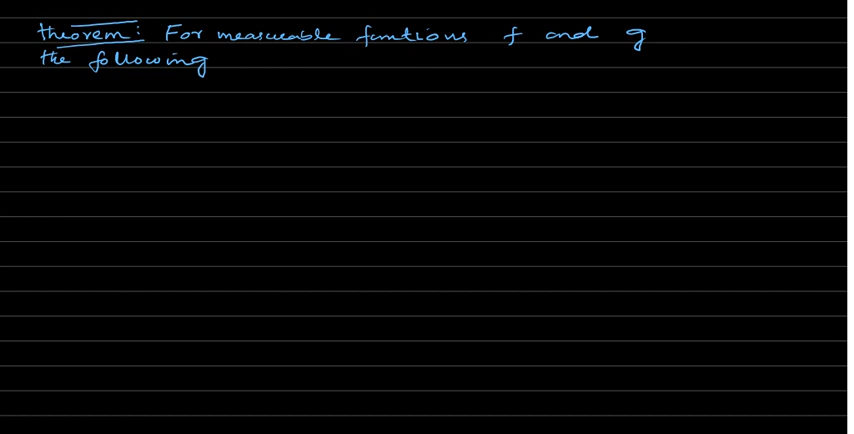 theorem: For measureable funtions f and g
the following